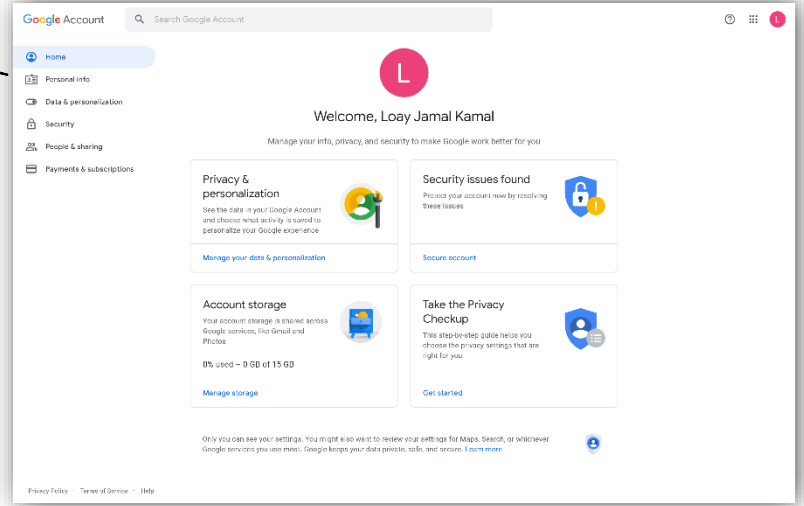 Google Account
Search Google Account
L
Home
Personal info
Data & personalization
Security
People & sharing
Payments & subscriptions
L
Welcome, Loay Jamal Kamal
Manage your info, privacy, and security to make Google work better for you
Privacy &
personalization
See the data in your Google Account
and choose what activity is saved to
personalize your Google experience
Manage your data & personalization
Security issues found
Protect your account now by resolving
these issues
Secure account
Account storage
Your account storage is shared across
Google services, like Gmail and
Photos
0% used – 0 GB of 15 GB
Manage storage
Take the Privacy
Checkup
This step-by-step guide helps you
choose the privacy settings that are
right for you
Get started
Only you can see your settings. You might also want to review your settings for Maps, Search, or whichever
Google services you use most. Google keeps your data private, safe, and secure. Learn more
Privacy Policy · Terms of Service · Help